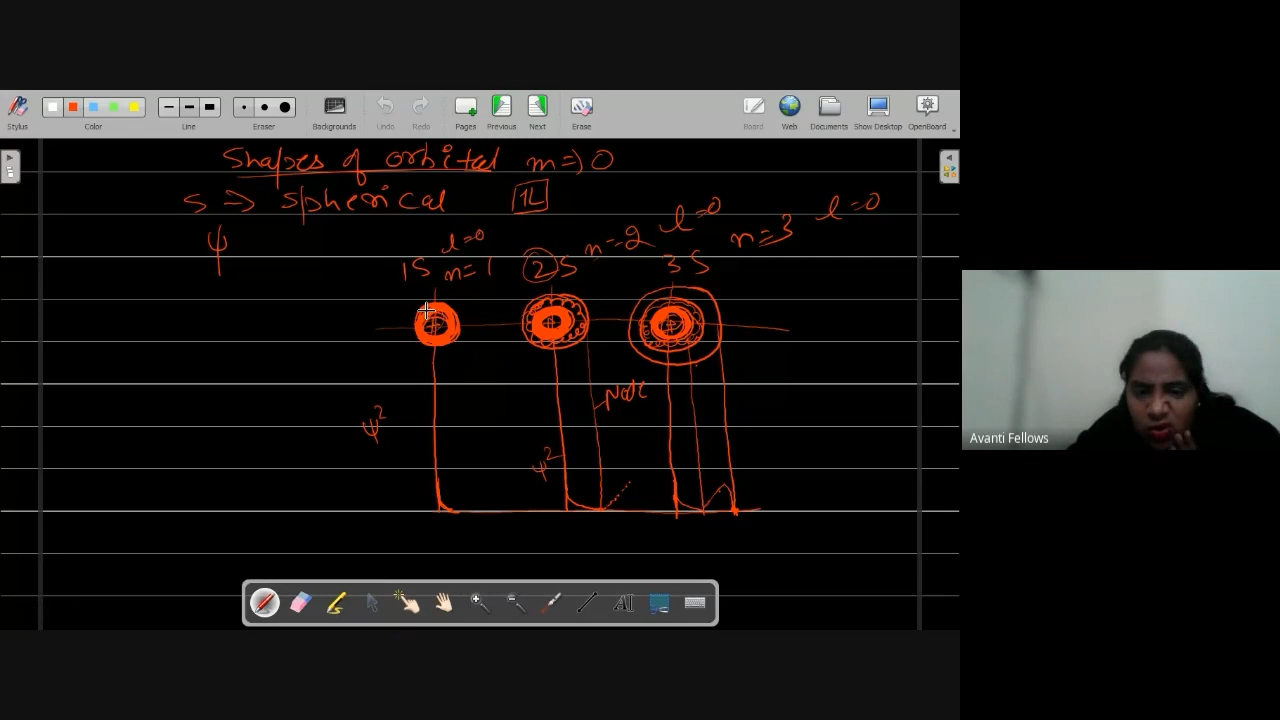 Stylus
Color
Line
Eraser
Backgrounds
Undo
Redo
Pages
Previous
Next
Erase
Board
Web
Documents
Show Desktop
OpenBoard
Shapes of orbital m=>0
s => spherical 1L
ψ
1S l=0 n=1
2S n=2 l=0
3S n=3 l=0
ψ²
ψ²
Node
AI
Avanti Fellows